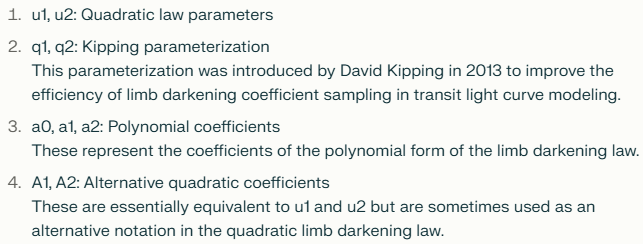 1. u1, u2: Quadratic law parameters
2. q1, q2: Kipping parameterization
This parameterization was introduced by David Kipping in 2013 to improve the
efficiency of limb darkening coefficient sampling in transit light curve modeling.
3. a0, a1, a2: Polynomial coefficients
These represent the coefficients of the polynomial form of the limb darkening law.
4. A1, A2: Alternative quadratic coefficients
These are essentially equivalent to u1 and u2 but are sometimes used as an
alternative notation in the quadratic limb darkening law.